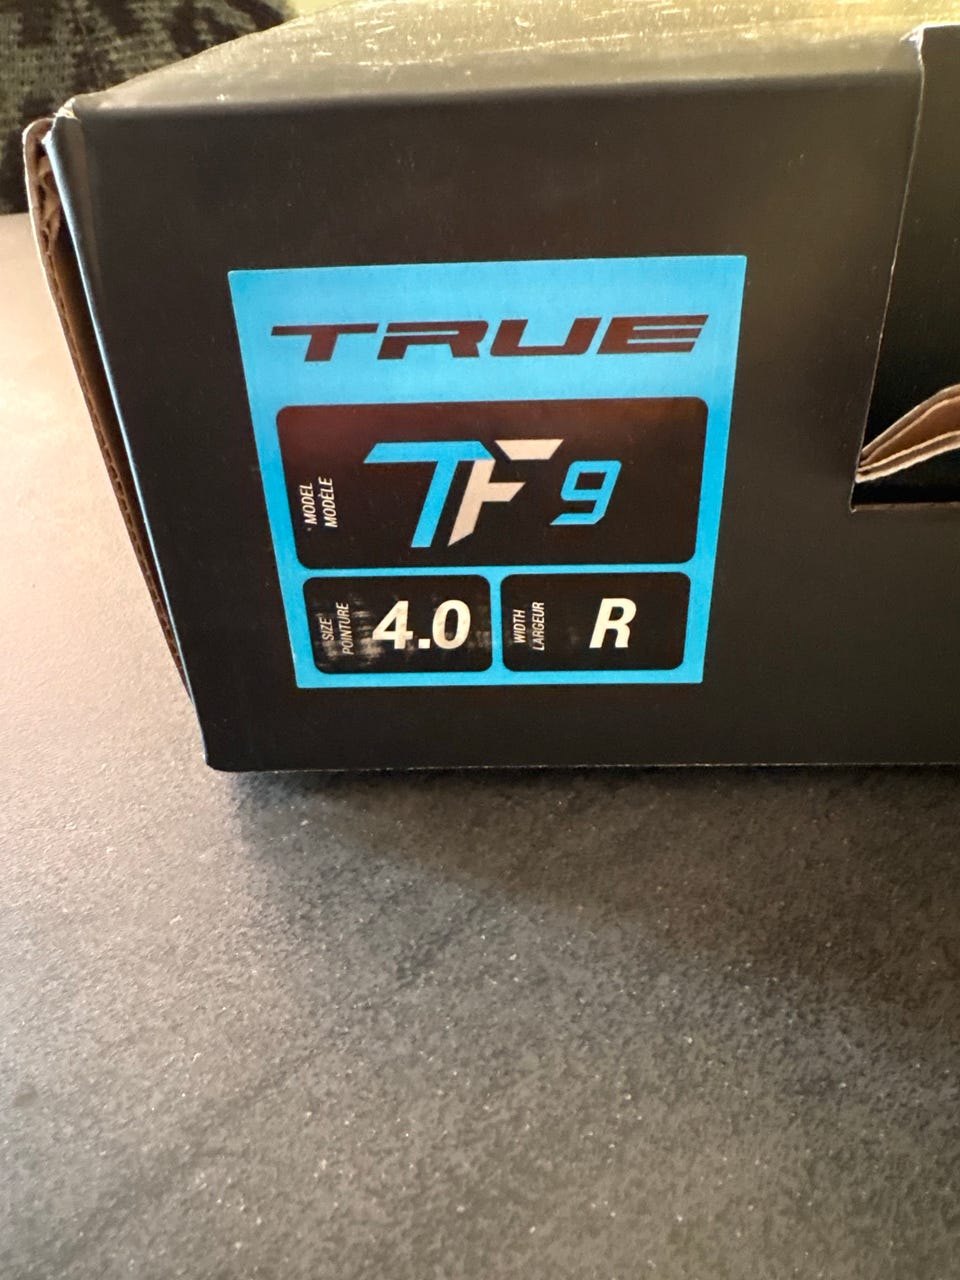 TRUE
MODEL
MODÈLE
TF9
SIZE
POINTURE
4.0
WIDTH
LARGEUR
R